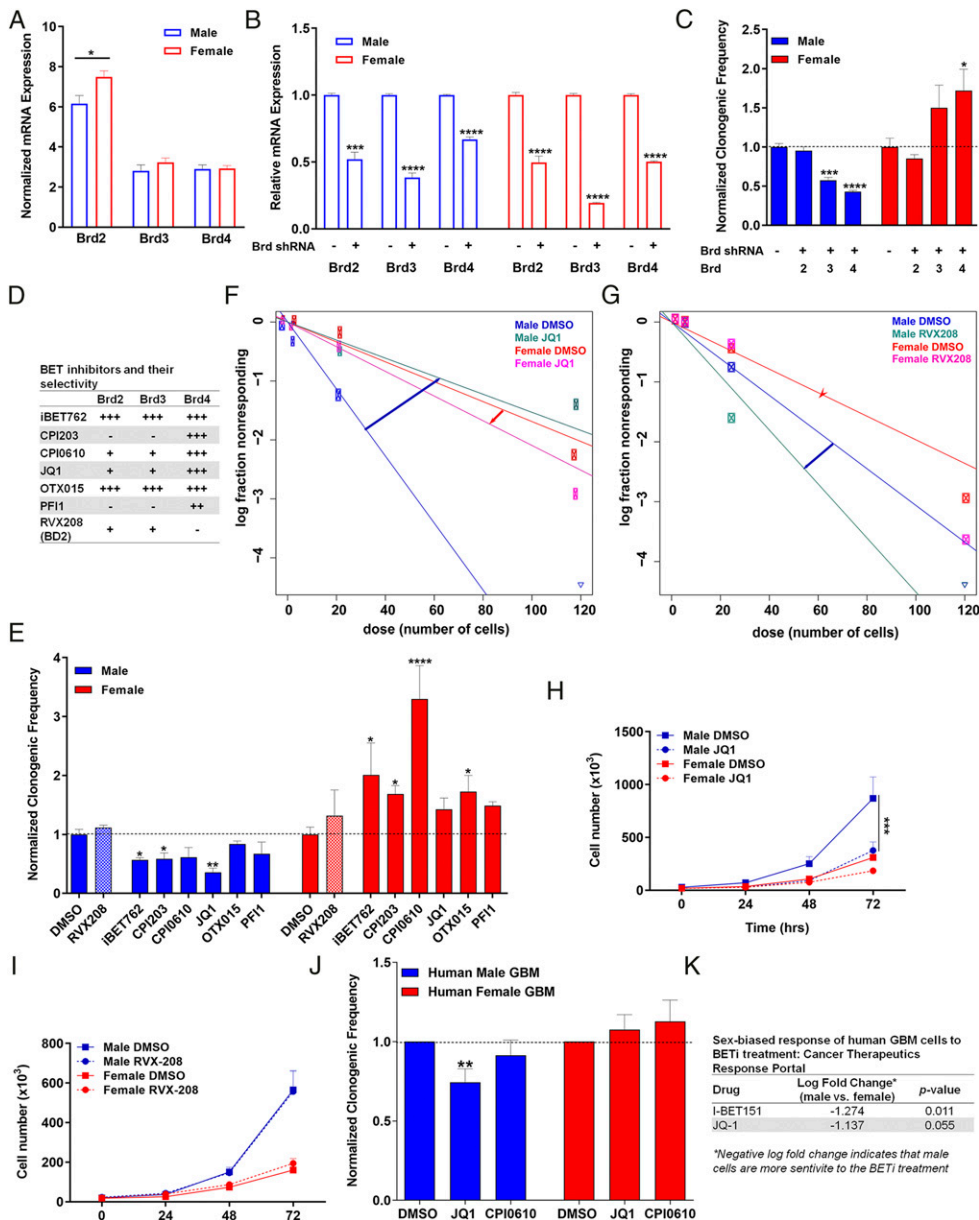 A
Normalized mRNA Expression
10
8
6
4
2
0
*
Male
Female
Brd2 Brd3 Brd4
B
Relative mRNA Expression
1.5
1.0
0.5
0.0
Male
Female
*** **** **** **** **** ****
- + - + - + - + - + - + Brd shRNA
Brd2 Brd3 Brd4 Brd2 Brd3 Brd4
C
Normalized Clonogenic Frequency
2.5
2.0
1.5
1.0
0.5
0.0
Male
Female
*** **** *
Brd shRNA - + + + - + + +
Brd 2 3 4 2 3 4
D
BET inhibitors and their
selectivity
Brd2 Brd3 Brd4
iBET762 +++ +++ +++
CPI203 - - +++
CPI0610 + + +++
JQ1 + + +++
OTX015 +++ +++ +++
PFI1 - - ++
RVX208
(BD2) + + -
F
log fraction nonresponding
0
-1
-2
-3
-4
Male DMSO
Male JQ1
Female DMSO
Female JQ1
0 20 40 60 80 100 120
dose (number of cells)
G
log fraction nonresponding
0
-1
-2
-3
-4
Male DMSO
Male RVX208
Female DMSO
Female RVX208
0 20 40 60 80 100 120
dose (number of cells)
E
Normalized Clonogenic Frequency
4
3
2
1
0
Male
Female
* * ** * * **** *
DMSO RVX208 iBET762 CPI203 CPI0610 JQ1 OTX015 PFI1 DMSO RVX208 iBET762 CPI203 CPI0610 JQ1 OTX015 PFI1
H
Cell number (x10³)
1500
1000
500
0
Male DMSO
Male JQ1
Female DMSO
Female JQ1
***
0 24 48 72
Time (hrs)
I
Cell number (x10³)
800
600
400
200
0
Male DMSO
Male RVX-208
Female DMSO
Female RVX-208
0 24 48 72
J
Normalized Clonogenic Frequency
1.5
1.0
0.5
0.0
Human Male GBM
Human Female GBM
**
DMSO JQ1 CPI0610 DMSO JQ1 CPI0610
K
Sex-biased response of human GBM cells to
BETi treatment: Cancer Therapeutics
Response Portal
Drug Log Fold Change* (male vs. female) p-value
I-BET151 -1.274 0.011
JQ-1 -1.137 0.055
*Negative log fold change indicates that male
cells are more sentivite to the BETi treatment